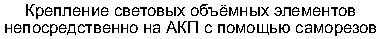 Крепление световых объёмных элементов
непосредственно на АКП с помощью саморезов